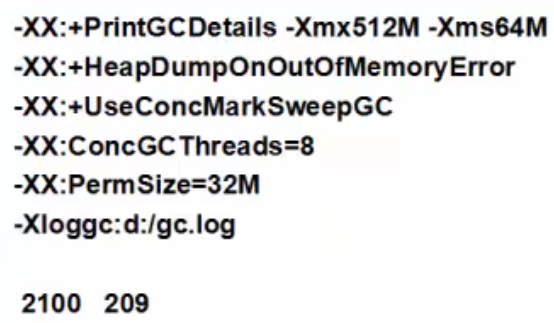 -XX:+PrintGCDetails -Xmx512M -Xms64M
-XX:+HeapDumpOnOutOfMemoryError
-XX:+UseConcMarkSweepGC
-XX:ConcGCThreads=8
-XX:PermSize=32M
-Xloggc:d:/gc.log
2100 209